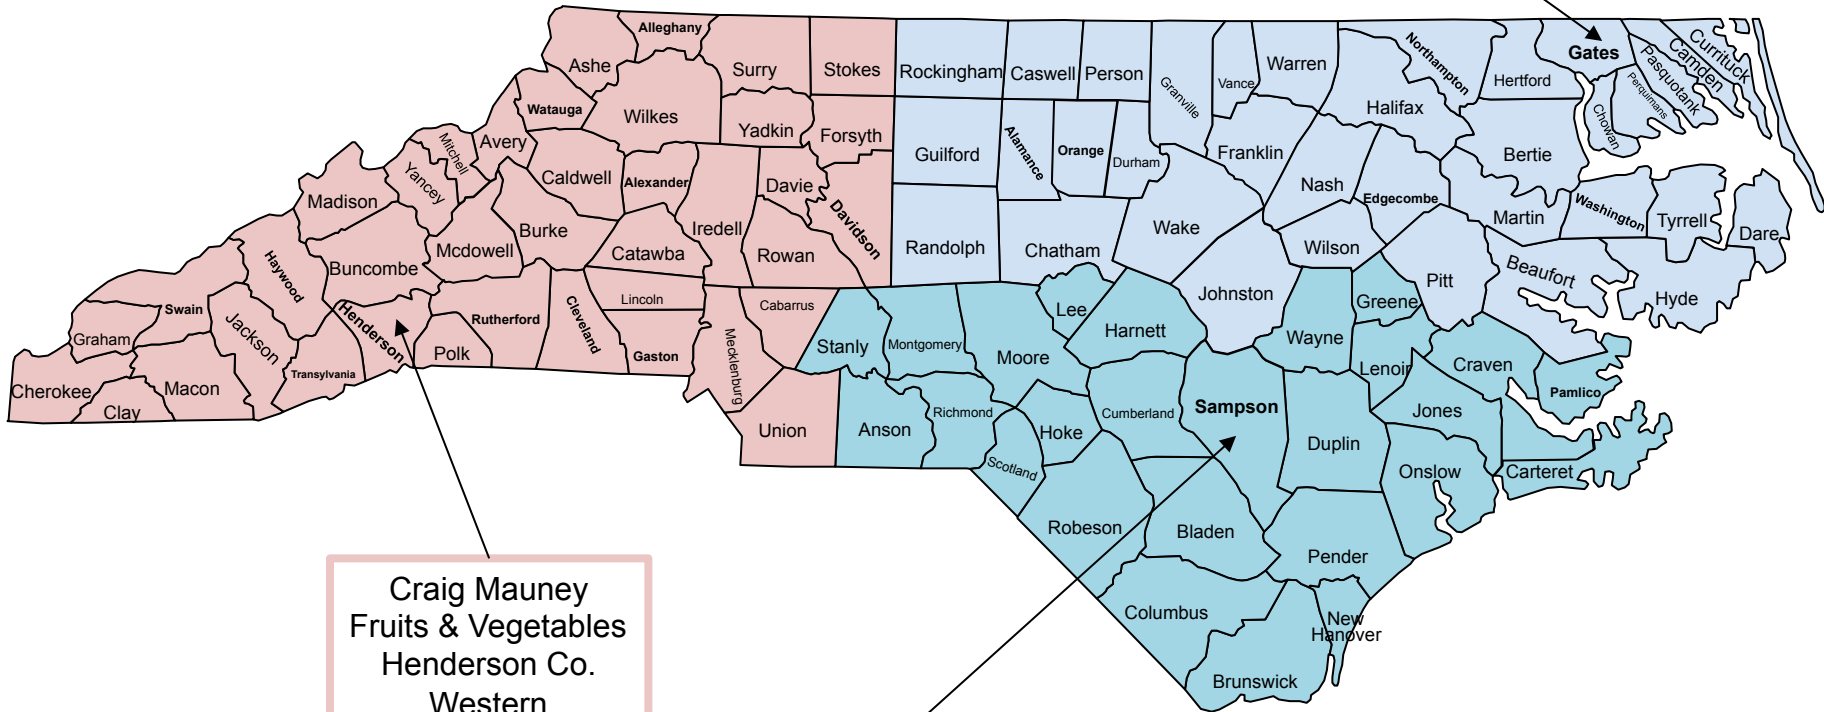 Alleghany
Ashe
Surry
Stokes
Rockingham
Caswell
Person
Granville
Vance
Warren
Northampton
Hertford
Gates
Pasquotank
Camden
Currituck
Perquimans
Chowan
Watauga
Wilkes
Yadkin
Forsyth
Guilford
Alamance
Orange
Durham
Franklin
Halifax
Bertie
Mitchell
Avery
Yancey
Caldwell
Alexander
Davie
Davidson
Iredell
Nash
Edgecombe
Martin
Washington
Tyrrell
Dare
Madison
Mcdowell
Burke
Catawba
Rowan
Randolph
Chatham
Wake
Wilson
Pitt
Beaufort
Hyde
Haywood
Buncombe
Swain
Graham
Jackson
Henderson
Rutherford
Polk
Cleveland
Lincoln
Gaston
Mecklenburg
Cabarrus
Stanly
Montgomery
Moore
Lee
Harnett
Johnston
Wayne
Greene
Lenoir
Craven
Pamlico
Cherokee
Clay
Macon
Transylvania
Union
Anson
Richmond
Scotland
Hoke
Cumberland
Sampson
Duplin
Jones
Onslow
Carteret
Robeson
Bladen
Pender
Columbus
New
Hanover
Brunswick
Craig Mauney
Fruits & Vegetables
Henderson Co.
Western